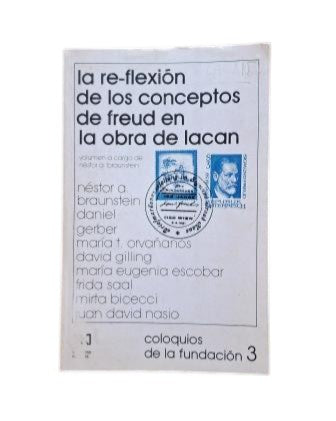 la re-flexión
de los conceptos
de freud en
la obra de lacan
volumen a cargo de
néstor a. braunstein
néstor a.
braunstein
daniel
gerber
maría t. orvañanos
david gilling
maría eugenia escobar
frida saal
mirta bicecci
juan david nasio
coloquios
de la fundación 3